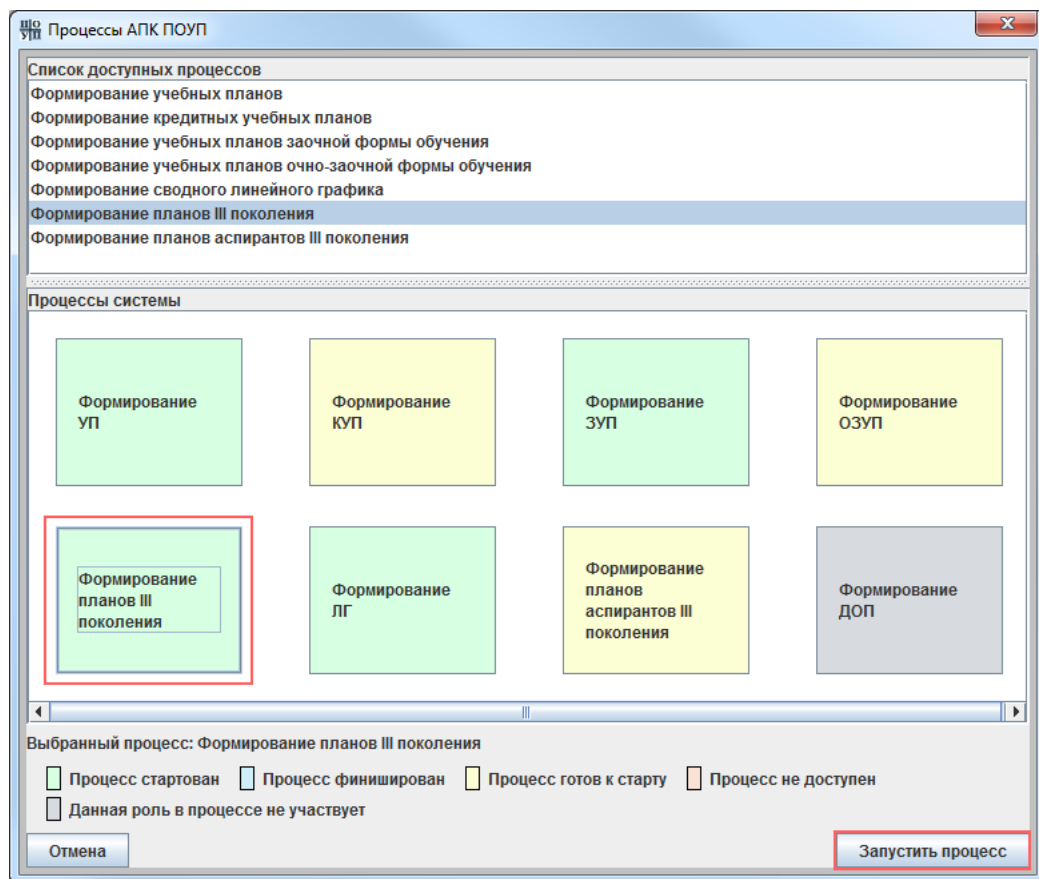 ПО
УП Процессы АПК ПОУП
Список доступных процессов
Формирование учебных планов
Формирование кредитных учебных планов
Формирование учебных планов заочной формы обучения
Формирование учебных планов очно-заочной формы обучения
Формирование сводного линейного графика
Формирование планов III поколения
Формирование планов аспирантов III поколения
Процессы системы
Формирование
УП
Формирование
КУП
Формирование
ЗУП
Формирование
ОЗУП
Формирование
планов III
поколения
Формирование
ЛГ
Формирование
планов
аспирантов III
поколения
Формирование
ДОП
Выбранный процесс: Формирование планов III поколения
Процесс стартован Процесс финиширован Процесс готов к старту Процесс не доступен
Данная роль в процессе не участвует
Отмена Запустить процесс